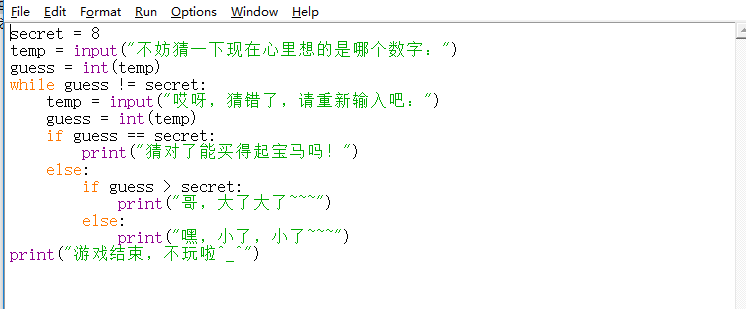 File Edit Format Run Options Window Help
secret = 8
temp = input("不妨猜一下现在心里想的是哪个数字：")
guess = int(temp)
while guess != secret:
    temp = input("哎呀，猜错了，请重新输入吧：")
    guess = int(temp)
    if guess == secret:
        print("猜对了能买得起宝马吗！")
    else:
        if guess > secret:
            print("哥，大了大了~~~")
        else:
            print("嘿，小了，小了~~~")
print("游戏结束，不玩啦^_^")